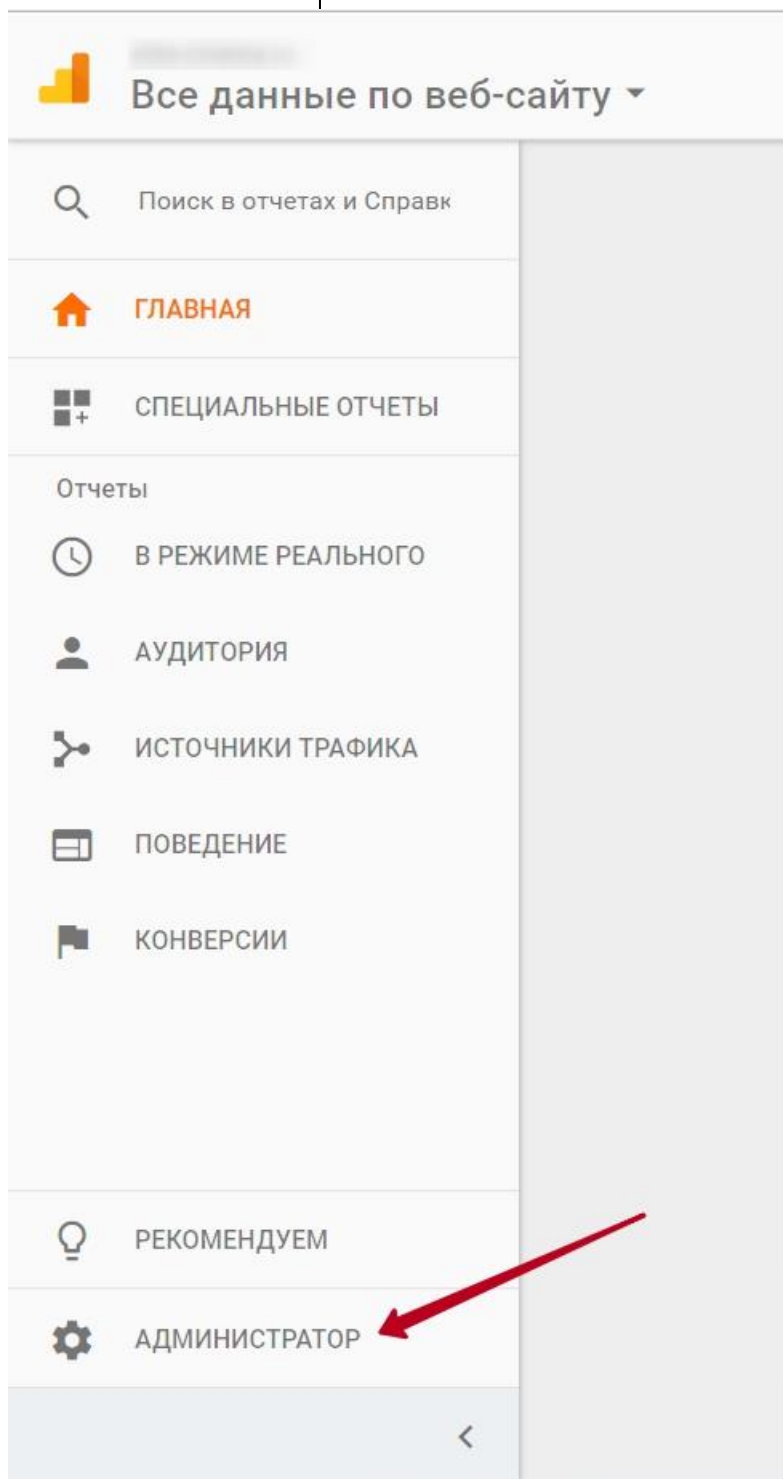 Все данные по веб-сайту
Поиск в отчетах и Справк
ГЛАВНАЯ
СПЕЦИАЛЬНЫЕ ОТЧЕТЫ
Отчеты
В РЕЖИМЕ РЕАЛЬНОГО
АУДИТОРИЯ
ИСТОЧНИКИ ТРАФИКА
ПОВЕДЕНИЕ
КОНВЕРСИИ
РЕКОМЕНДУЕМ
АДМИНИСТРАТОР